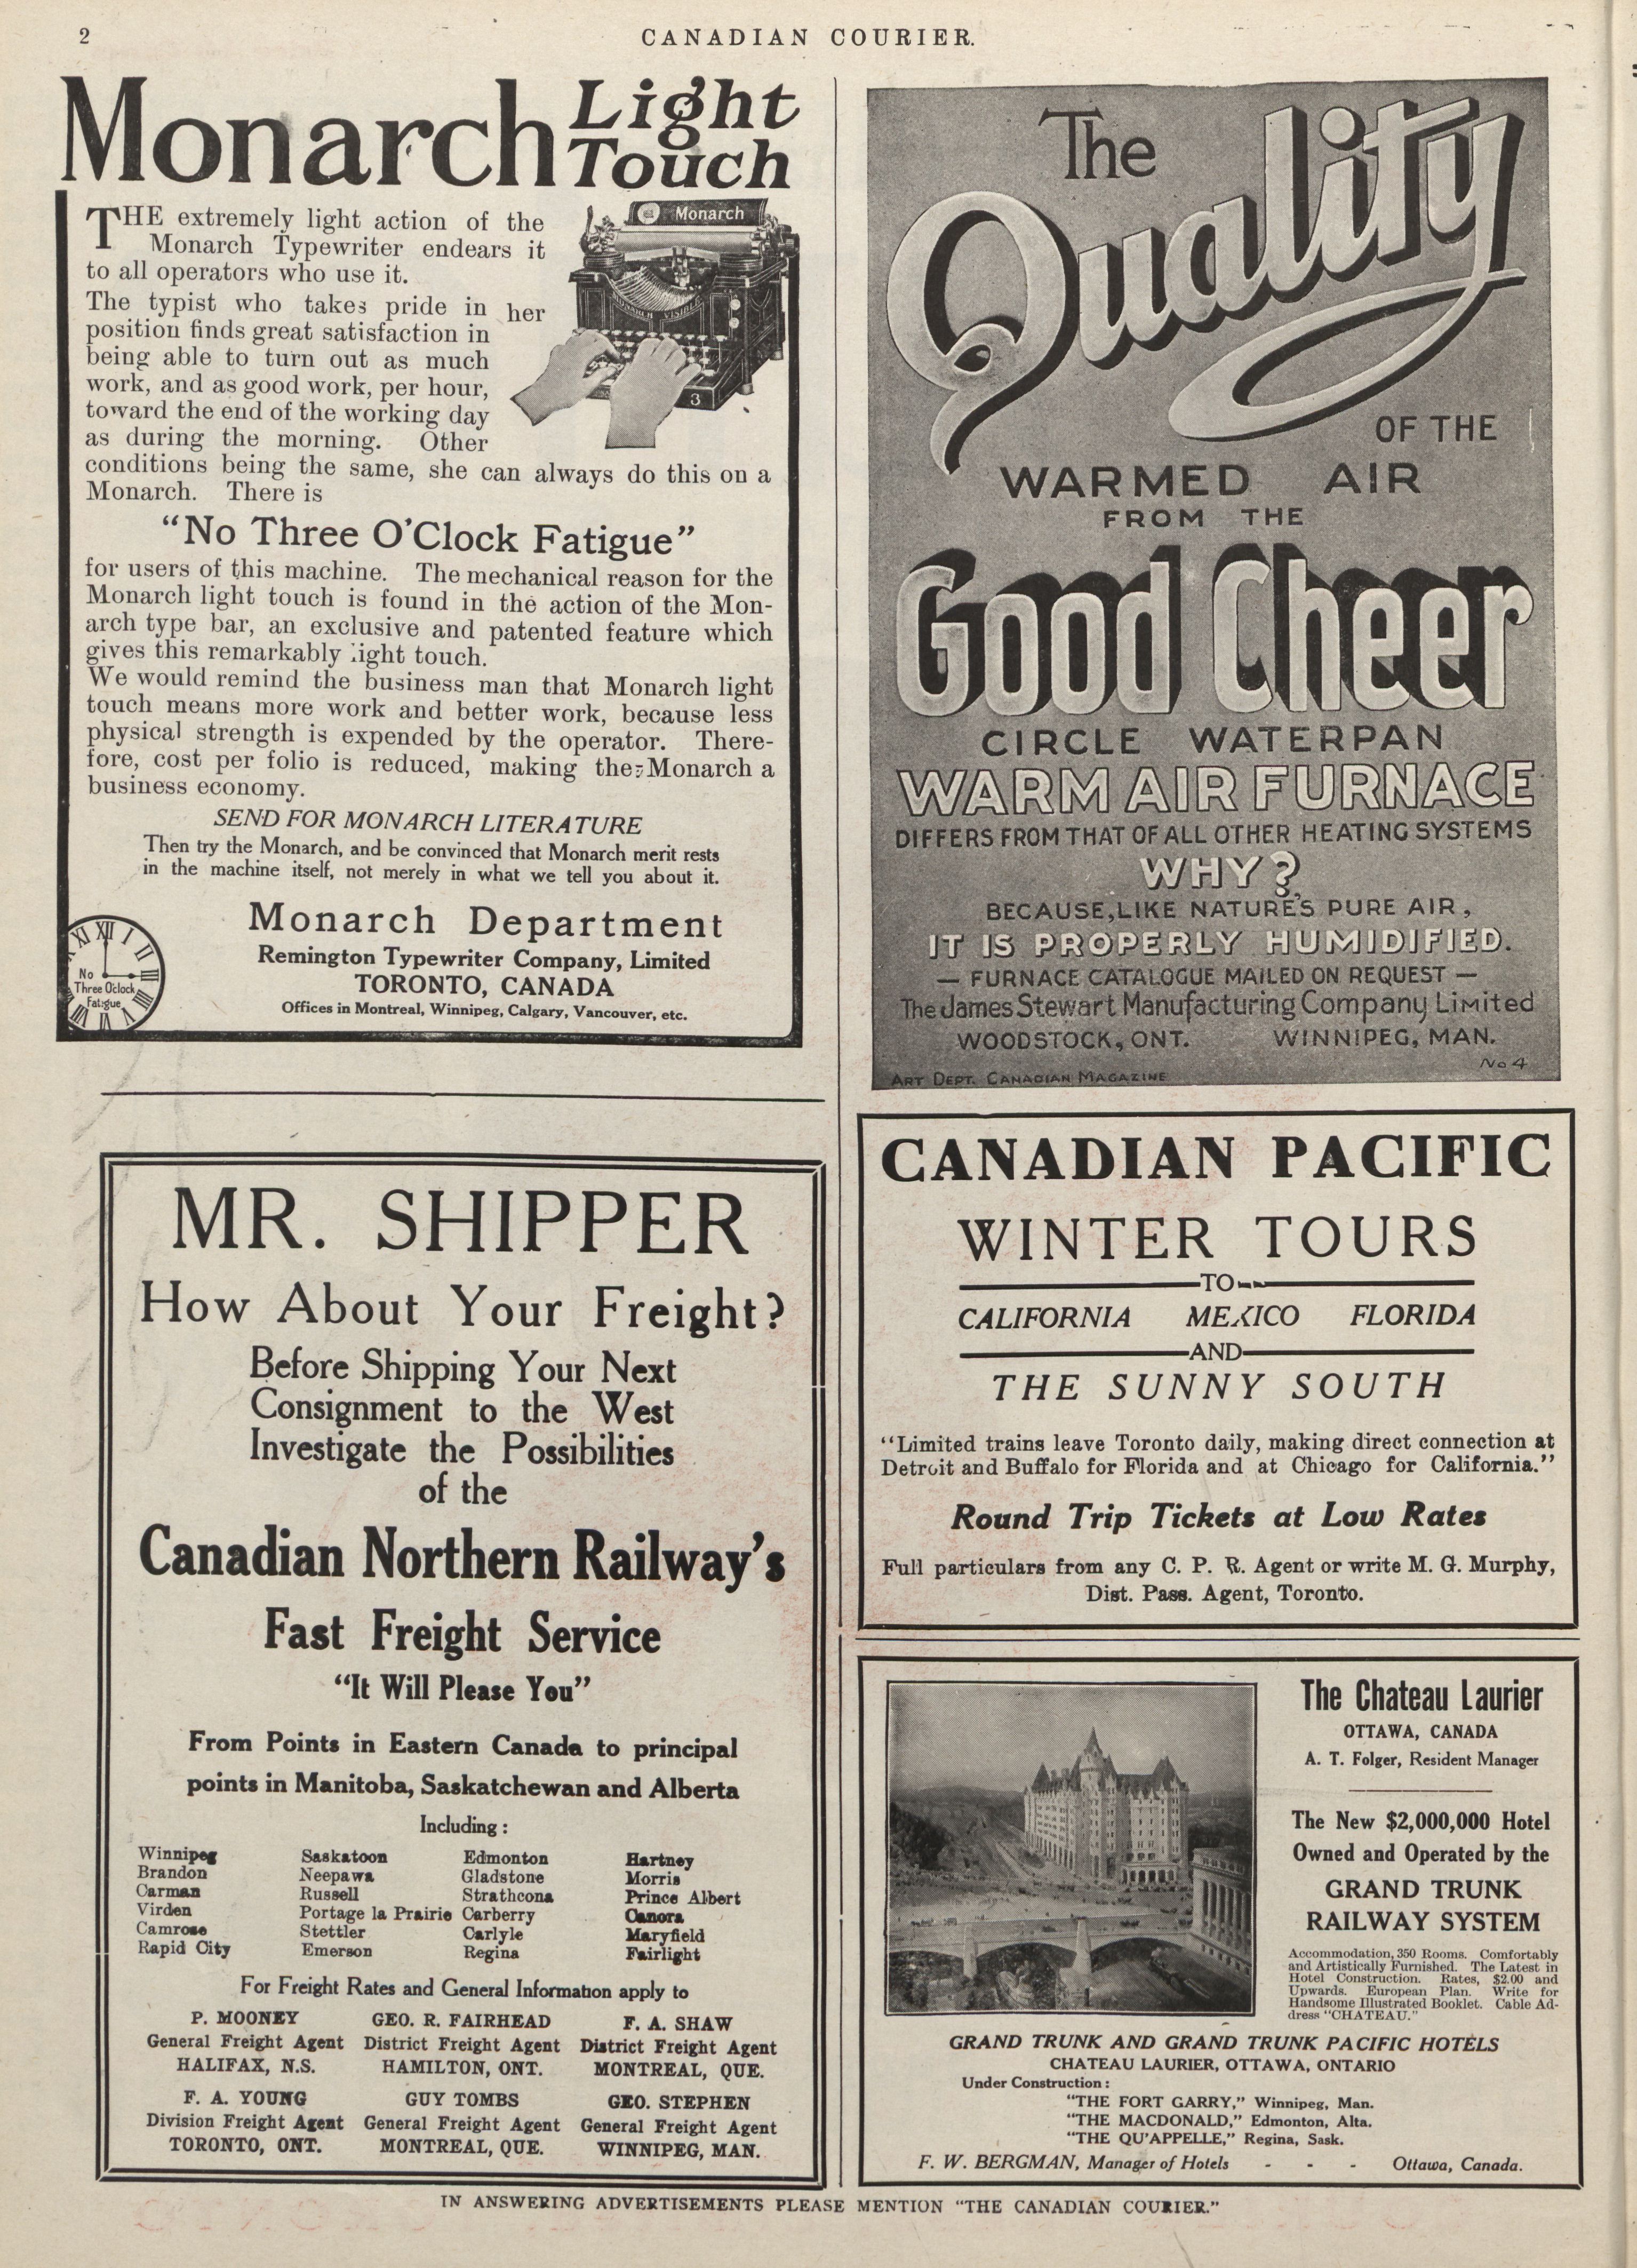 2
CANADIAN COURIER.
Monarch Light Touch
Monarch
MONARCH VISIBLE
3
THE extremely light action of the
Monarch Typewriter endears it
to all operators who use it.
The typist who takes pride in her
position finds great satisfaction in
being able to turn out as much
work, and as good work, per hour,
toward the end of the working day
as during the morning. Other
conditions being the same, she can always do this on a
Monarch. There is
"No Three O'Clock Fatigue"
for users of this machine. The mechanical reason for the
Monarch light touch is found in the action of the Mon-
arch type bar, an exclusive and patented feature which
gives this remarkably light touch.
We would remind the business man that Monarch light
touch means more work and better work, because less
physical strength is expended by the operator. There-
fore, cost per folio is reduced, making the Monarch a
business economy.
SEND FOR MONARCH LITERATURE
Then try the Monarch, and be convinced that Monarch merit rests
in the machine itself, not merely in what we tell you about it.
Monarch Department
Remington Typewriter Company, Limited
TORONTO, CANADA
Offices in Montreal, Winnipeg, Calgary, Vancouver, etc.
XI XII I II III
No
Three O'clock
Fatigue
The
Quality
OF THE
WARMED AIR
FROM THE
Good Cheer
CIRCLE WATERPAN
WARM AIR FURNACE
DIFFERS FROM THAT OF ALL OTHER HEATING SYSTEMS
WHY?
BECAUSE, LIKE NATURE'S PURE AIR,
IT IS PROPERLY HUMIDIFIED.
— FURNACE CATALOGUE MAILED ON REQUEST —
The James Stewart Manufacturing Company Limited
WOODSTOCK, ONT. WINNIPEG, MAN.
No 4
ART DEPT. CANADIAN MAGAZINE
MR. SHIPPER
How About Your Freight?
Before Shipping Your Next
Consignment to the West
Investigate the Possibilities
of the
Canadian Northern Railway's
Fast Freight Service
"It Will Please You"
From Points in Eastern Canada to principal
points in Manitoba, Saskatchewan and Alberta
Including:
Winnipeg Saskatoon Edmonton Hartney
Brandon Neepawa Gladstone Morris
Carman Russell Strathcona Prince Albert
Virden Portage la Prairie Carberry Canora
Camrose Stettler Carlyle Maryfield
Rapid City Emerson Regina Fairlight
For Freight Rates and General Information apply to
P. MOONEY GEO. R. FAIRHEAD F. A. SHAW
General Freight Agent District Freight Agent District Freight Agent
HALIFAX, N.S. HAMILTON, ONT. MONTREAL, QUE.
F. A. YOUNG GUY TOMBS GEO. STEPHEN
Division Freight Agent General Freight Agent General Freight Agent
TORONTO, ONT. MONTREAL, QUE. WINNIPEG, MAN.
CANADIAN PACIFIC
WINTER TOURS
TO
CALIFORNIA MEXICO FLORIDA
AND
THE SUNNY SOUTH
"Limited trains leave Toronto daily, making direct connection at
Detroit and Buffalo for Florida and at Chicago for California."
Round Trip Tickets at Low Rates
Full particulars from any C. P. R. Agent or write M. G. Murphy,
Dist. Pass. Agent, Toronto.
The Chateau Laurier
OTTAWA, CANADA
A. T. Folger, Resident Manager
The New $2,000,000 Hotel
Owned and Operated by the
GRAND TRUNK
RAILWAY SYSTEM
Accommodation, 350 Rooms. Comfortably
and Artistically Furnished. The Latest in
Hotel Construction. Rates, $2.00 and
Upwards. European Plan. Write for
Handsome Illustrated Booklet. Cable Ad-
dress "CHATEAU."
GRAND TRUNK AND GRAND TRUNK PACIFIC HOTELS
CHATEAU LAURIER, OTTAWA, ONTARIO
Under Construction:
"THE FORT GARRY," Winnipeg, Man.
"THE MACDONALD," Edmonton, Alta.
"THE QU'APPELLE," Regina, Sask.
F. W. BERGMAN, Manager of Hotels - - - Ottawa, Canada.
IN ANSWERING ADVERTISEMENTS PLEASE MENTION "THE CANADIAN COURIER."